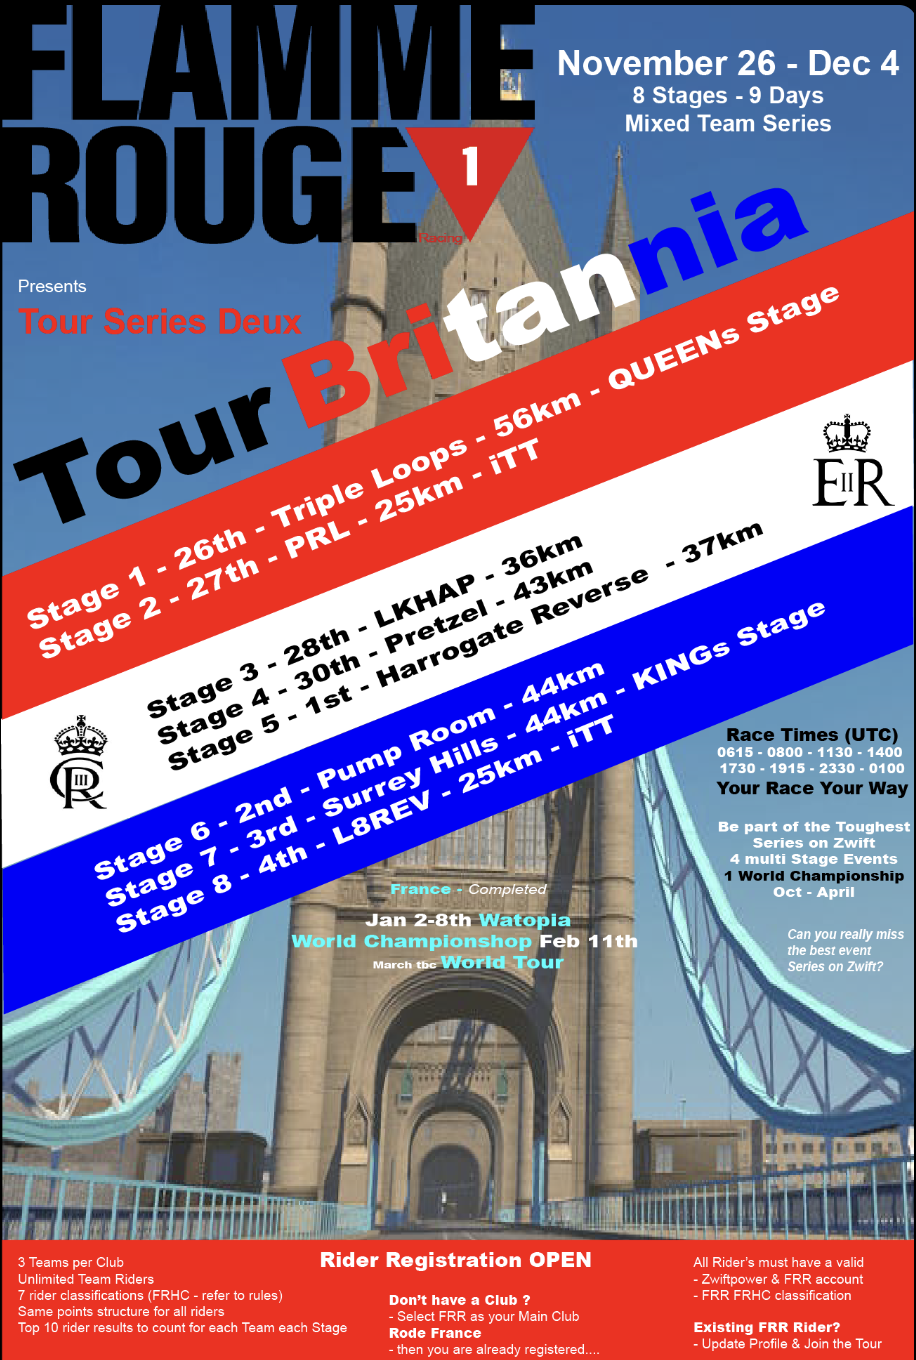 FLAMME
ROUGE
1
Racing
November 26 - Dec 4
8 Stages - 9 Days
Mixed Team Series
Presents
Tour Series Deux
Tour Britannia
Stage 1 - 26th - Triple Loops - 56km - QUEENs Stage
Stage 2 - 27th - PRL - 25km - iTT
EIIR
Stage 3 - 28th - LKHAP - 36km
Stage 4 - 30th - Pretzel - 43km
Stage 5 - 1st - Harrogate Reverse - 37km
CIIIR
Stage 6 - 2nd - Pump Room - 44km
Stage 7 - 3rd - Surrey Hills - 44km - KINGs Stage
Stage 8 - 4th - L8REV - 25km - iTT
Race Times (UTC)
0615 - 0800 - 1130 - 1400
1730 - 1915 - 2330 - 0100
Your Race Your Way
Be part of the Toughest
Series on Zwift
4 multi Stage Events
1 World Championship
Oct - April
Can you really miss
the best event
Series on Zwift?
France - Completed
Jan 2-8th Watopia
World Championshop Feb 11th
March tbc World Tour
3 Teams per Club
Unlimited Team Riders
7 rider classifications (FRHC - refer to rules)
Same points structure for all riders
Top 10 rider results to count for each Team each Stage
Rider Registration OPEN
Don't have a Club ?
- Select FRR as your Main Club
Rode France
- then you are already registered....
All Rider's must have a valid
- Zwiftpower & FRR account
- FRR FRHC classification
Existing FRR Rider?
- Update Profile & Join the Tour